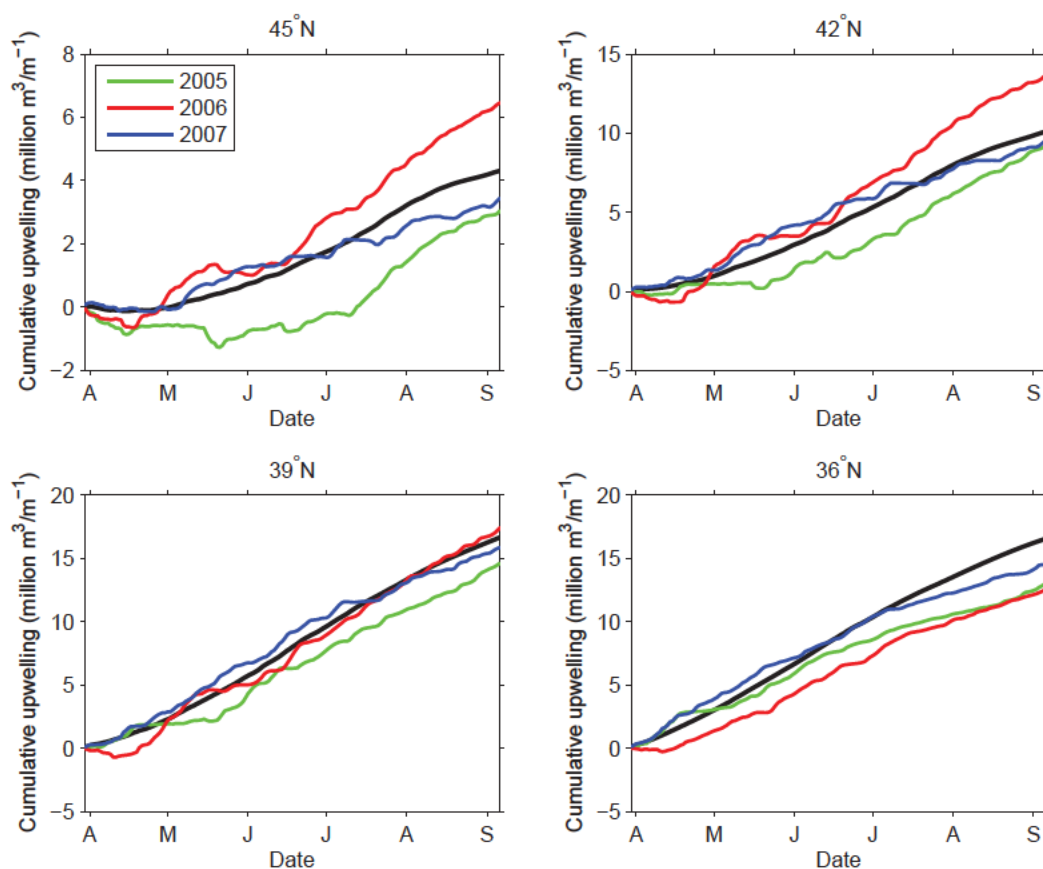 45°N
Cumulative upwelling (million m³/m⁻¹)
8
6
4
2
0
−2
2005
2006
2007
A M J J A S
Date
42°N
Cumulative upwelling (million m³/m⁻¹)
15
10
5
0
−5
A M J J A S
Date
39°N
Cumulative upwelling (million m³/m⁻¹)
20
15
10
5
0
−5
A M J J A S
Date
36°N
Cumulative upwelling (million m³/m⁻¹)
20
15
10
5
0
−5
A M J J A S
Date